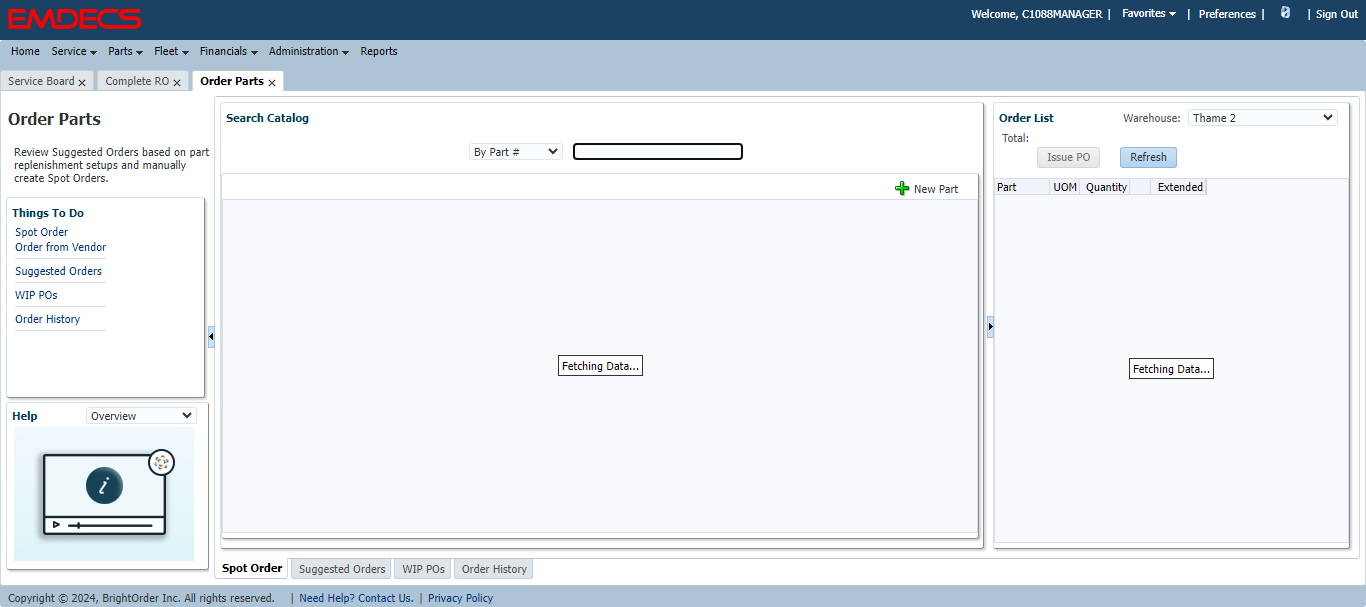 EMDECS
Welcome, C1088MANAGER | Favorites | Preferences | | Sign Out
Home Service Parts Fleet Financials Administration Reports
Service Board x Complete RO x Order Parts x
Order Parts
Review Suggested Orders based on part
replenishment setups and manually
create Spot Orders.
Things To Do
Spot Order
Order from Vendor
Suggested Orders
WIP POs
Order History
Help Overview
i
Search Catalog
By Part #
New Part
Fetching Data...
Order List Warehouse: Thame 2
Total:
Issue PO Refresh
Part UOM Quantity Extended
Fetching Data...
Spot Order Suggested Orders WIP POs Order History
Copyright © 2024, BrightOrder Inc. All rights reserved. | Need Help? Contact Us. | Privacy Policy